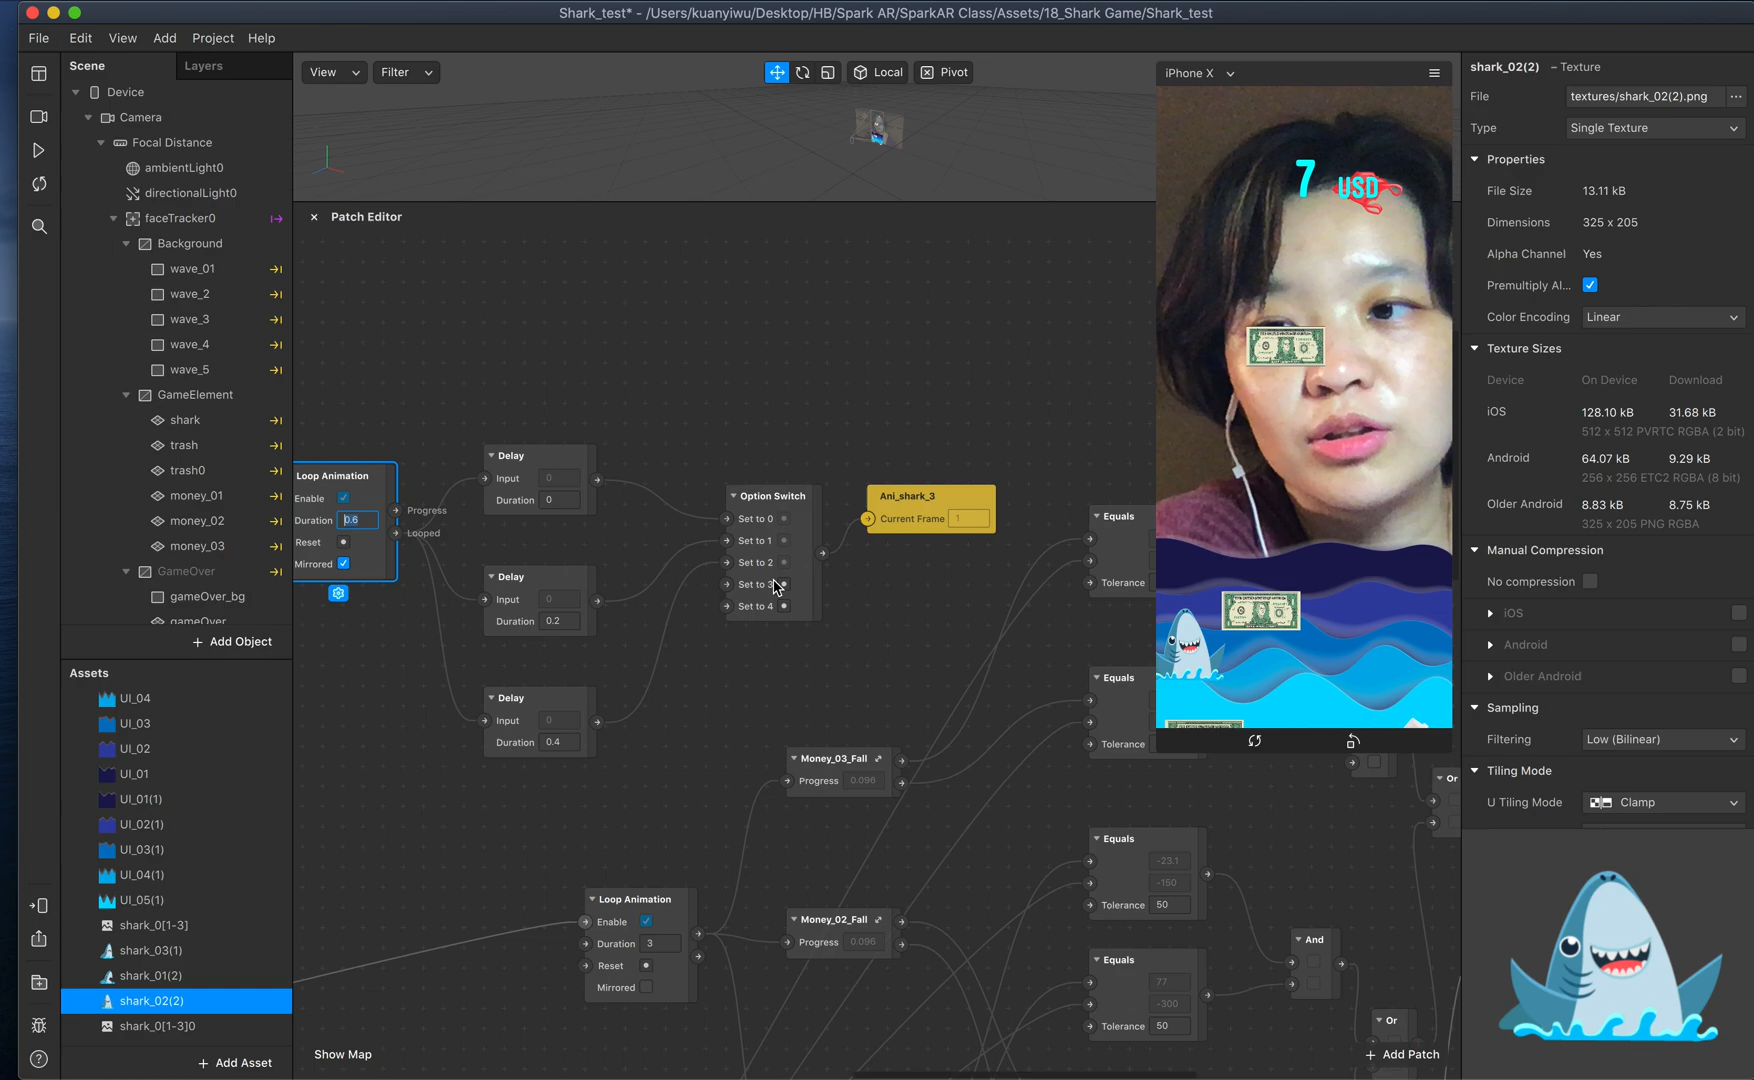 Shark_test* - /Users/kuanyiwu/Desktop/HB/Spark AR/SparkAR Class/Assets/18_Shark Game/Shark_test
File Edit View Add Project Help
Scene
Layers
Device
Camera
Focal Distance
ambientLight0
directionalLight0
faceTracker0
Background
wave_01
wave_2
wave_3
wave_4
wave_5
GameElement
shark
trash
trash0
money_01
money_02
money_03
GameOver
gameOver_bg
gameOver
+ Add Object
Assets
UI_04
UI_03
UI_02
UI_01
UI_01(1)
UI_02(1)
UI_03(1)
UI_04(1)
UI_05(1)
shark_0[1-3]
shark_03(1)
shark_01(2)
shark_02(2)
shark_0[1-3]0
+ Add Asset
View
Filter
Local
Pivot
Patch Editor
Loop Animation
Enable
Duration 0.6
Reset
Mirrored
Progress
Looped
Delay
Input 0
Duration 0
Delay
Input 0
Duration 0.2
Delay
Input 0
Duration 0.4
Option Switch
Set to 0
Set to 1
Set to 2
Set to 3
Set to 4
Ani_shark_3
Current Frame 1
Money_03_Fall
Progress 0.096
Loop Animation
Enable
Duration 3
Reset
Mirrored
Money_02_Fall
Progress 0.096
Equals
Tolerance
Equals
Tolerance
Equals
-23.1
-150
Tolerance 50
Equals
77
-300
Tolerance 50
And
Or
Or
Show Map
+ Add Patch
iPhone X
7 USD
shark_02(2) – Texture
File textures/shark_02(2).png
Type Single Texture
Properties
File Size 13.11 kB
Dimensions 325 x 205
Alpha Channel Yes
Premultiply Al...
Color Encoding Linear
Texture Sizes
Device On Device Download
iOS 128.10 kB 31.68 kB
512 x 512 PVRTC RGBA (2 bit)
Android 64.07 kB 9.29 kB
256 x 256 ETC2 RGBA (8 bit)
Older Android 8.83 kB 8.75 kB
325 x 205 PNG RGBA
Manual Compression
No compression
iOS
Android
Older Android
Sampling
Filtering Low (Bilinear)
Tiling Mode
U Tiling Mode Clamp